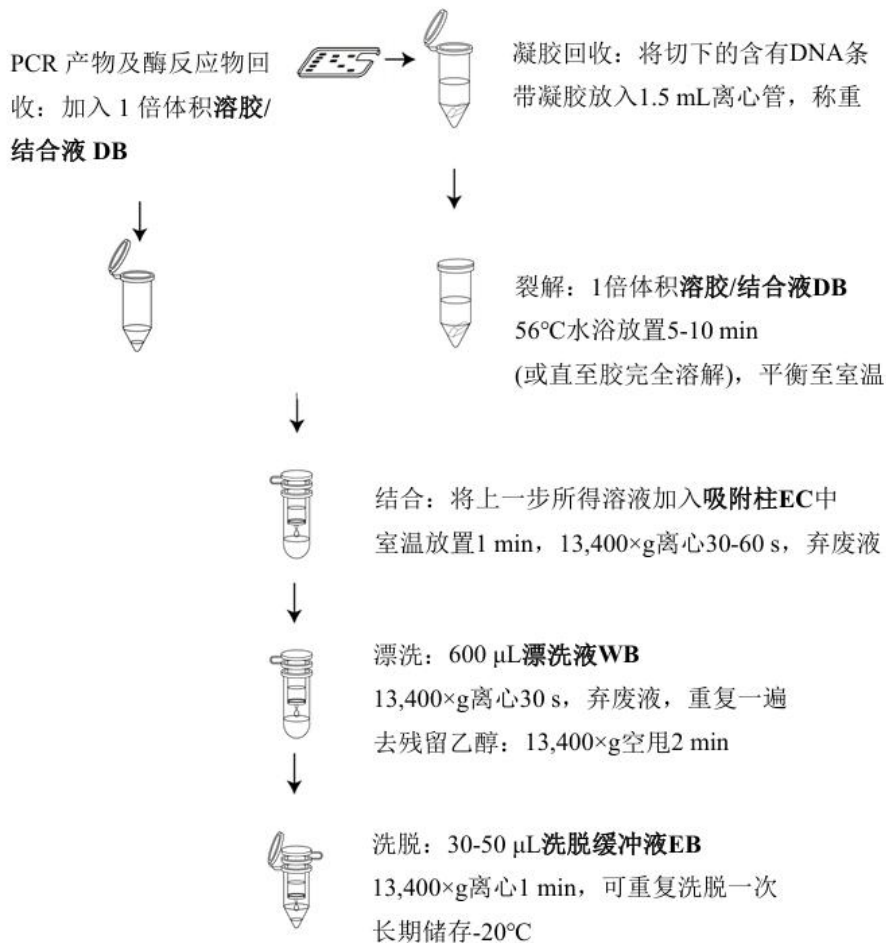 PCR 产物及酶反应物回
收：加入 1 倍体积溶胶/
结合液 DB
凝胶回收：将切下的含有DNA条
带凝胶放入1.5 mL离心管，称重
裂解：1倍体积溶胶/结合液DB
56℃水浴放置5-10 min
(或直至胶完全溶解)，平衡至室温
结合：将上一步所得溶液加入吸附柱EC中
室温放置1 min，13,400×g离心30-60 s，弃废液
漂洗：600 μL漂洗液WB
13,400×g离心30 s，弃废液，重复一遍
去残留乙醇：13,400×g空甩2 min
洗脱：30-50 μL洗脱缓冲液EB
13,400×g离心1 min，可重复洗脱一次
长期储存-20℃